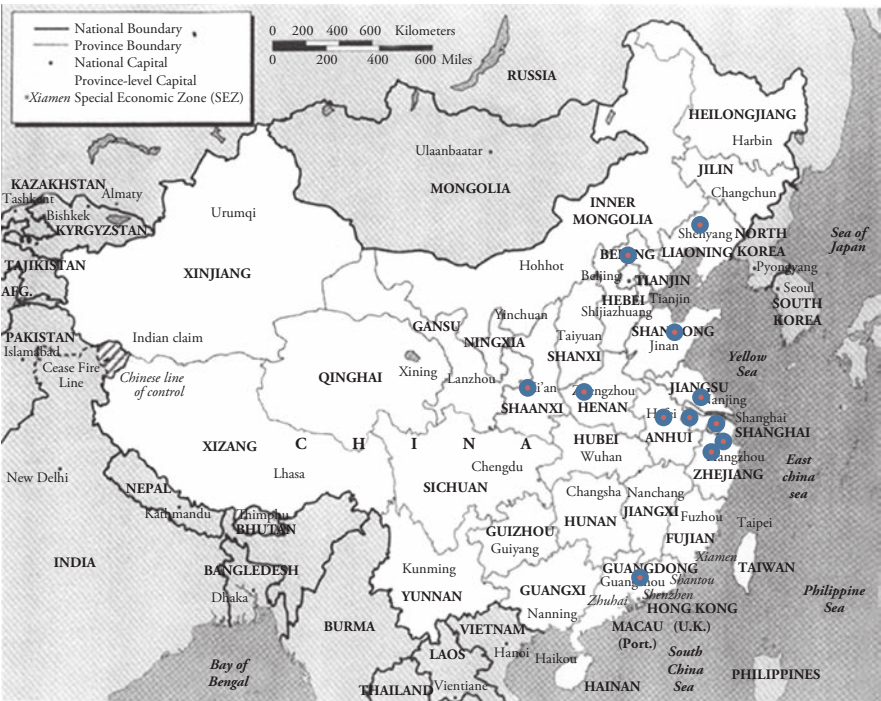 National Boundary
Province Boundary
National Capital
Province-level Capital
Xiamen Special Economic Zone (SEZ)
0 200 400 600 Kilometers
0 200 400 600 Miles
RUSSIA
HEILONGJIANG
Harbin
Ulaanbaatar
MONGOLIA
JILIN
Changchun
KAZAKHSTAN
Tashkent
Almaty
Bishkek
KYRGYZSTAN
Urumqi
INNER
MONGOLIA
Shenyang
NORTH
KOREA
LIAONING
Sea of
Japan
TAJIKISTAN
AFG.
XINJIANG
Hohhot
Beijing
TIANJIN
Pyongyang
Seoul
SOUTH
KOREA
HEBEI
Tianjin
Shijiazhuang
Yinchuan
GANSU
Taiyuan
Jinan
PAKISTAN
Islamabad
Indian claim
NINGXIA
SHANXI
Yellow
Sea
Cease Fire
Line
Chinese line
of control
QINGHAI
Xining
Lanzhou
JIANGSU
SHAANXI
HENAN
Shanghai
SHANGHAI
XIZANG
C H I N A
HUBEI
ANHUI
Wuhan
Lhasa
Chengdu
SICHUAN
ZHEJIANG
East
china
sea
New Delhi
NEPAL
Kathmandu
Thimphu
BHUTAN
Changsha
Nanchang
HUNAN
JIANGXI
Fuzhou
FUJIAN
Taipei
GUIZHOU
Guiyang
Xiamen
TAIWAN
INDIA
BANGLADESH
Dhaka
Kunming
YUNNAN
GUANGXI
GUANGDONG
Shantou
Shenzhen
Zhuhai
HONG KONG
(U.K.)
MACAU
(Port.)
Nanning
Philippine
Sea
BURMA
VIETNAM
LAOS
Hanoi
Haikou
South
China
Sea
Bay of
Bengal
THAILAND
Vientiane
HAINAN
PHILIPPINES